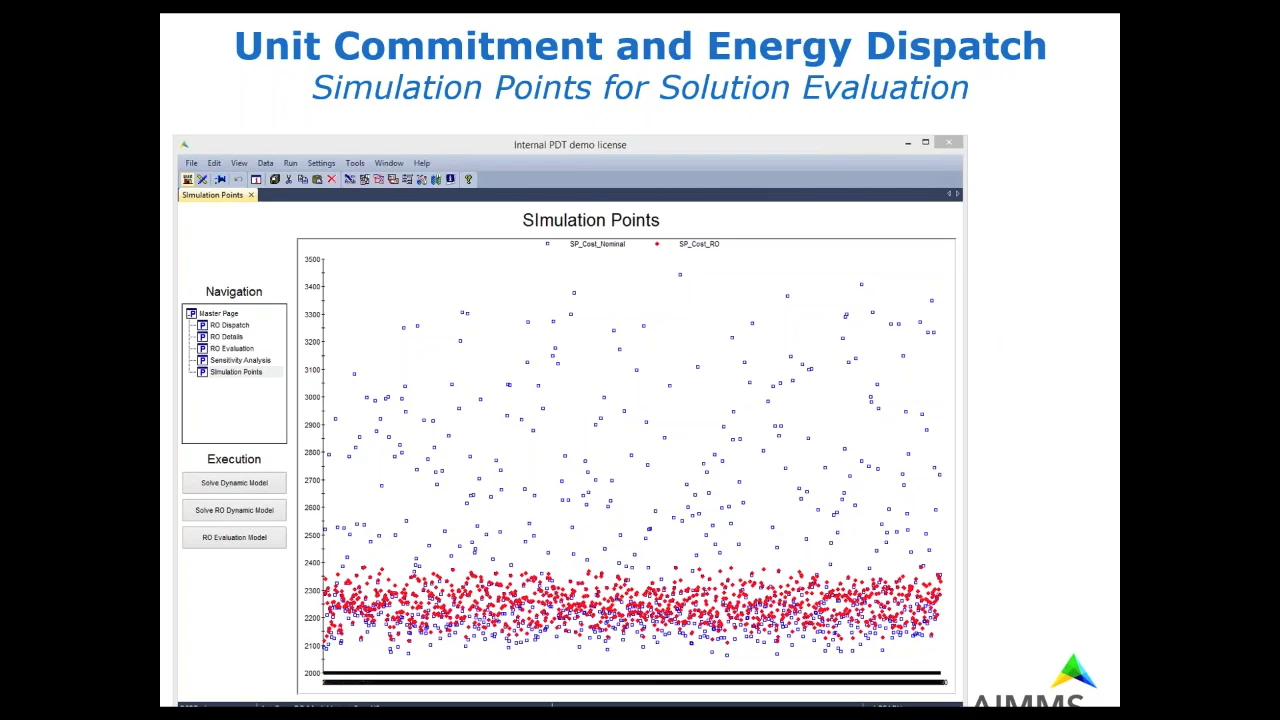 Unit Commitment and Energy Dispatch
Simulation Points for Solution Evaluation
Internal PDT demo license
File Edit View Data Run Settings Tools Window Help
SImulation Points
SImulation Points
SP_Cost_Nominal SP_Cost_RO
3500
3400
3300
3200
3100
3000
2900
2800
2700
2600
2500
2400
2300
2200
2100
2000
Navigation
Master Page
RO Dispatch
RO Details
RO Evaluation
Sensitivity Analysis
SImulation Points
Execution
Solve Dynamic Model
Solve RO Dynamic Model
RO Evaluation Model
AIMMS